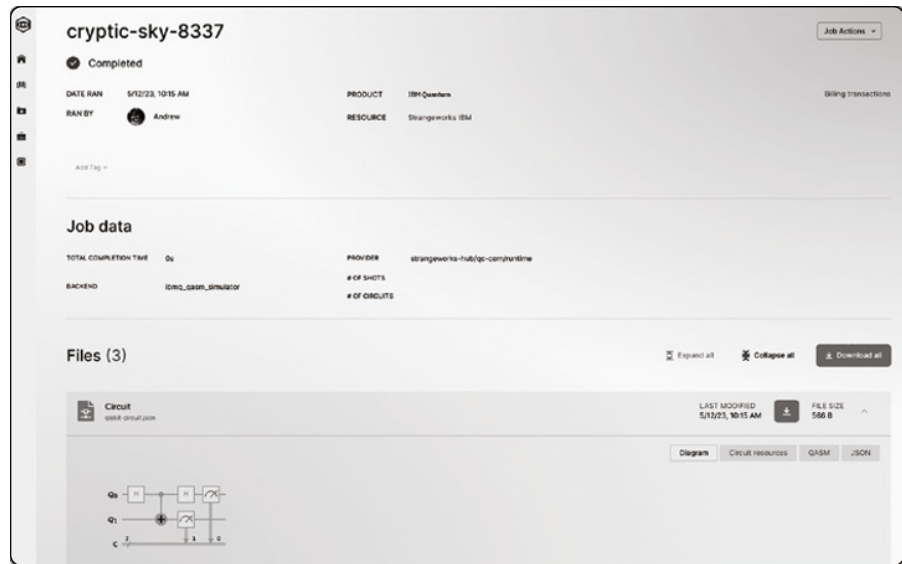 cryptic-sky-8337
Job Actions
Completed
DATE RAN 5/12/23, 10:15 AM PRODUCT IBM Quantum Billing transactions
RAN BY Andrew RESOURCE Strangeworks IBM
Add Tag +
Job data
TOTAL COMPLETION TIME 0s PROVIDER strangeworks-hub/qc-com/runtime
# OF SHOTS
BACKEND ibmq_qasm_simulator
# OF CIRCUITS
Files (3) Expand all Collapse all Download all
Circuit LAST MODIFIED FILE SIZE
qiskit-circuit.json 5/12/23, 10:15 AM 566 B
Diagram Circuit resources QASM JSON
Q0 H H
Q1
C 2 1 0